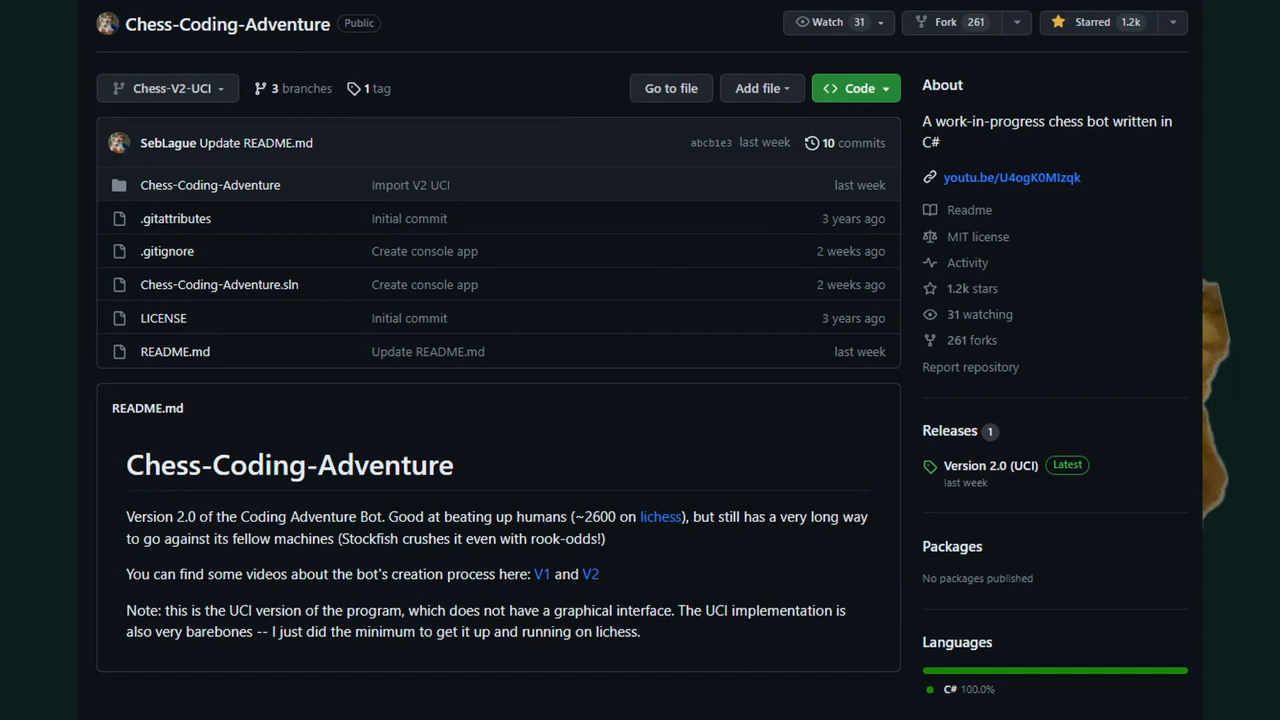 Chess-Coding-Adventure Public Watch 31 Fork 261 Starred 1.2k
Chess-V2-UCI 3 branches 1 tag Go to file Add file <> Code
SebLague Update README.md abcb1e3 last week 10 commits
Chess-Coding-Adventure Import V2 UCI last week
.gitattributes Initial commit 3 years ago
.gitignore Create console app 2 weeks ago
Chess-Coding-Adventure.sln Create console app 2 weeks ago
LICENSE Initial commit 3 years ago
README.md Update README.md last week
README.md
Chess-Coding-Adventure
Version 2.0 of the Coding Adventure Bot. Good at beating up humans (~2600 on lichess), but still has a very long way
to go against its fellow machines (Stockfish crushes it even with rook-odds!)
You can find some videos about the bot's creation process here: V1 and V2
Note: this is the UCI version of the program, which does not have a graphical interface. The UCI implementation is
also very barebones -- I just did the minimum to get it up and running on lichess.
About
A work-in-progress chess bot written in
C#
youtu.be/U4ogK0MIzqk
Readme
MIT license
Activity
1.2k stars
31 watching
261 forks
Report repository
Releases 1
Version 2.0 (UCI) Latest
last week
Packages
No packages published
Languages
C# 100.0%